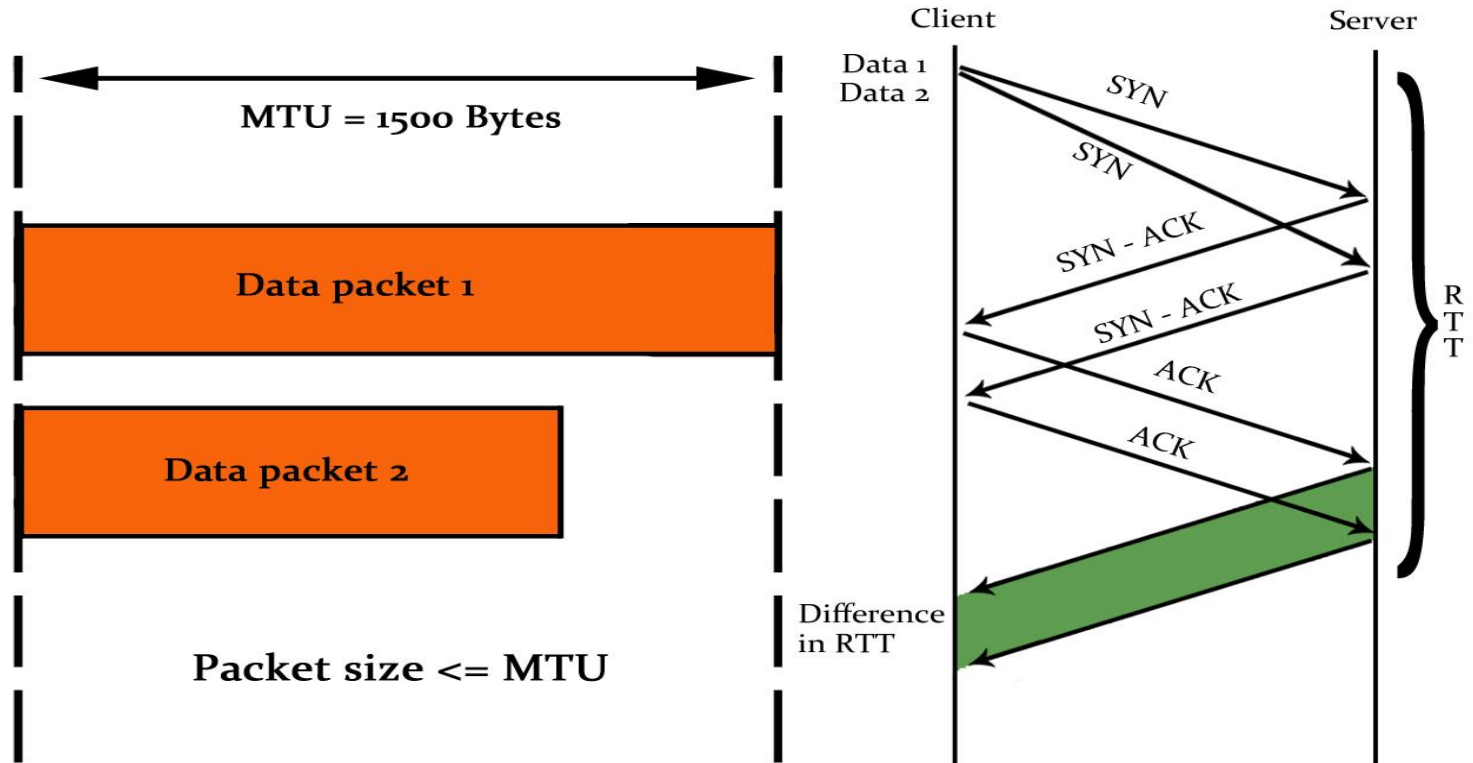 MTU = 1500 Bytes
Data packet 1
Data packet 2
Packet size <= MTU
Client
Server
Data 1
Data 2
SYN
SYN
SYN - ACK
SYN - ACK
ACK
ACK
Difference
in RTT
R
T
T